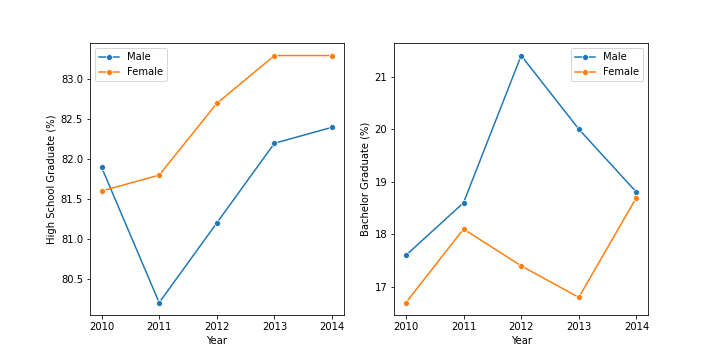 Male
Female
High School Graduate (%)
83.0
82.5
82.0
81.5
81.0
80.5
2010 2011 2012 2013 2014
Year
Male
Female
Bachelor Graduate (%)
21
20
19
18
17
2010 2011 2012 2013 2014
Year